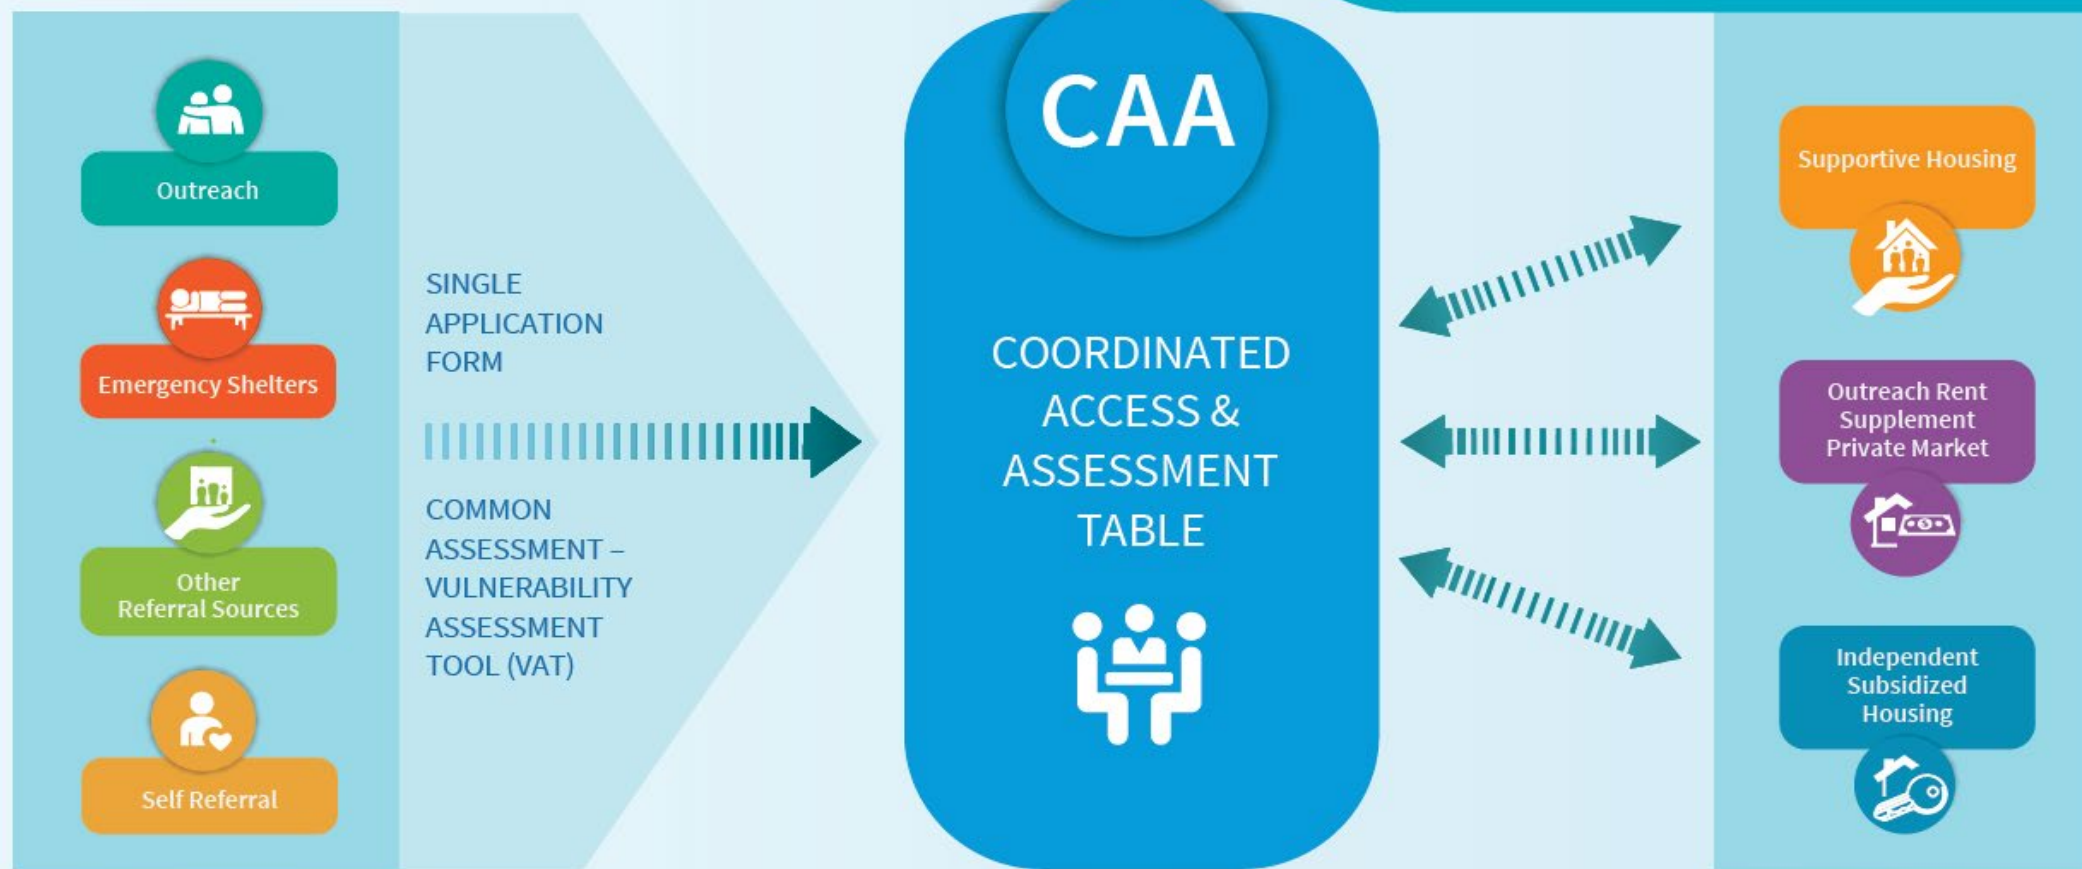 Outreach
Emergency Shelters
Other
Referral Sources
Self Referral
SINGLE
APPLICATION
FORM
COMMON
ASSESSMENT –
VULNERABILITY
ASSESSMENT
TOOL (VAT)
CAA
COORDINATED
ACCESS &
ASSESSMENT
TABLE
Supportive Housing
Outreach Rent
Supplement
Private Market
Independent
Subsidized
Housing